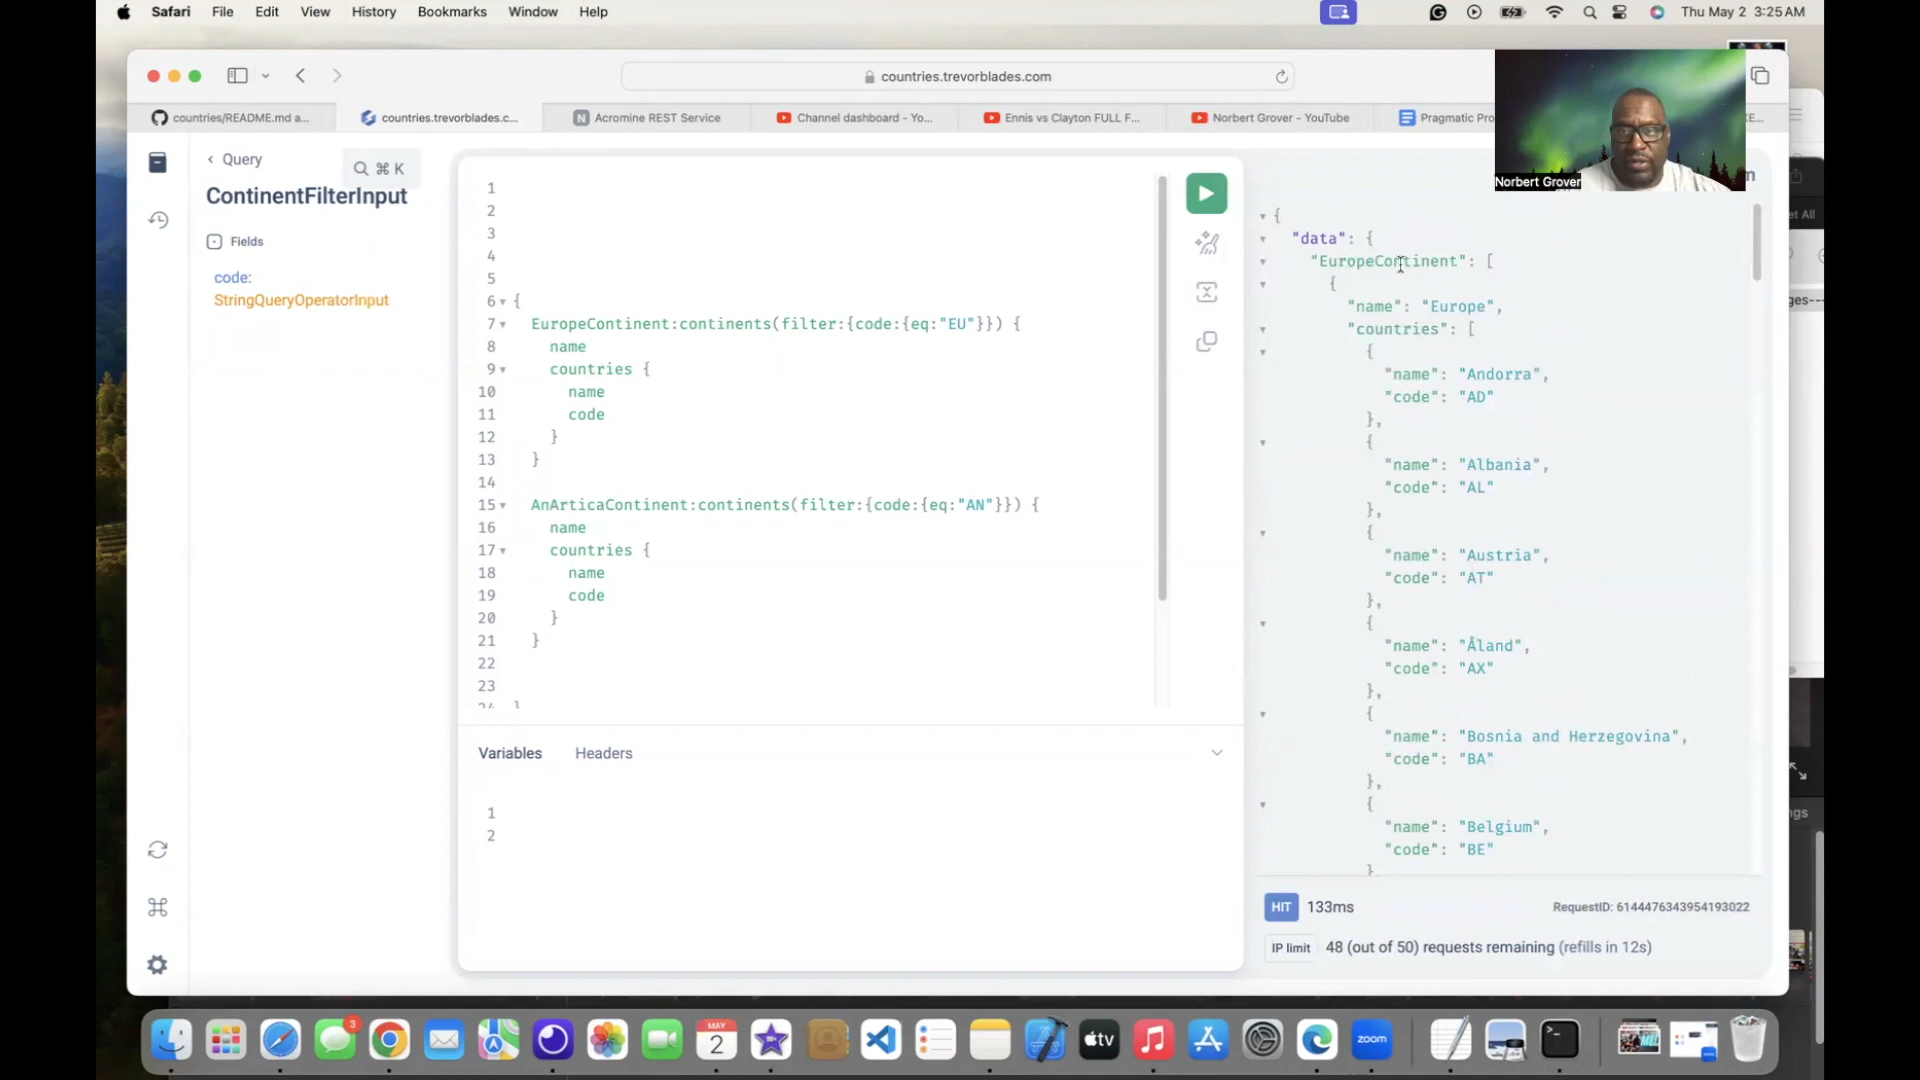 Safari File Edit View History Bookmarks Window Help
Thu May 2 3:25 AM
countries.trevorblades.com
countries/README.md a...
countries.trevorblades.c...
Acromine REST Service
Channel dashboard - Yo...
Ennis vs Clayton FULL F...
Norbert Grover - YouTube
Pragmatic Pro
Norbert Grover
Query
⌘ K
ContinentFilterInput
Fields
code:
StringQueryOperatorInput
1
2
3
4
5
6 {
7 EuropeContinent:continents(filter:{code:{eq:"EU"}}) {
8 name
9 countries {
10 name
11 code
12 }
13 }
14
15 AnArticaContinent:continents(filter:{code:{eq:"AN"}}) {
16 name
17 countries {
18 name
19 code
20 }
21 }
22
23
24 }
Variables Headers
1
2
{
"data": {
"EuropeContinent": [
{
"name": "Europe",
"countries": [
{
"name": "Andorra",
"code": "AD"
},
{
"name": "Albania",
"code": "AL"
},
{
"name": "Austria",
"code": "AT"
},
{
"name": "Åland",
"code": "AX"
},
{
"name": "Bosnia and Herzegovina",
"code": "BA"
},
{
"name": "Belgium",
"code": "BE"
}
HIT 133ms
RequestID: 6144476343954193022
IP limit 48 (out of 50) requests remaining (refills in 12s)
3
MAY
2
tv
zoom